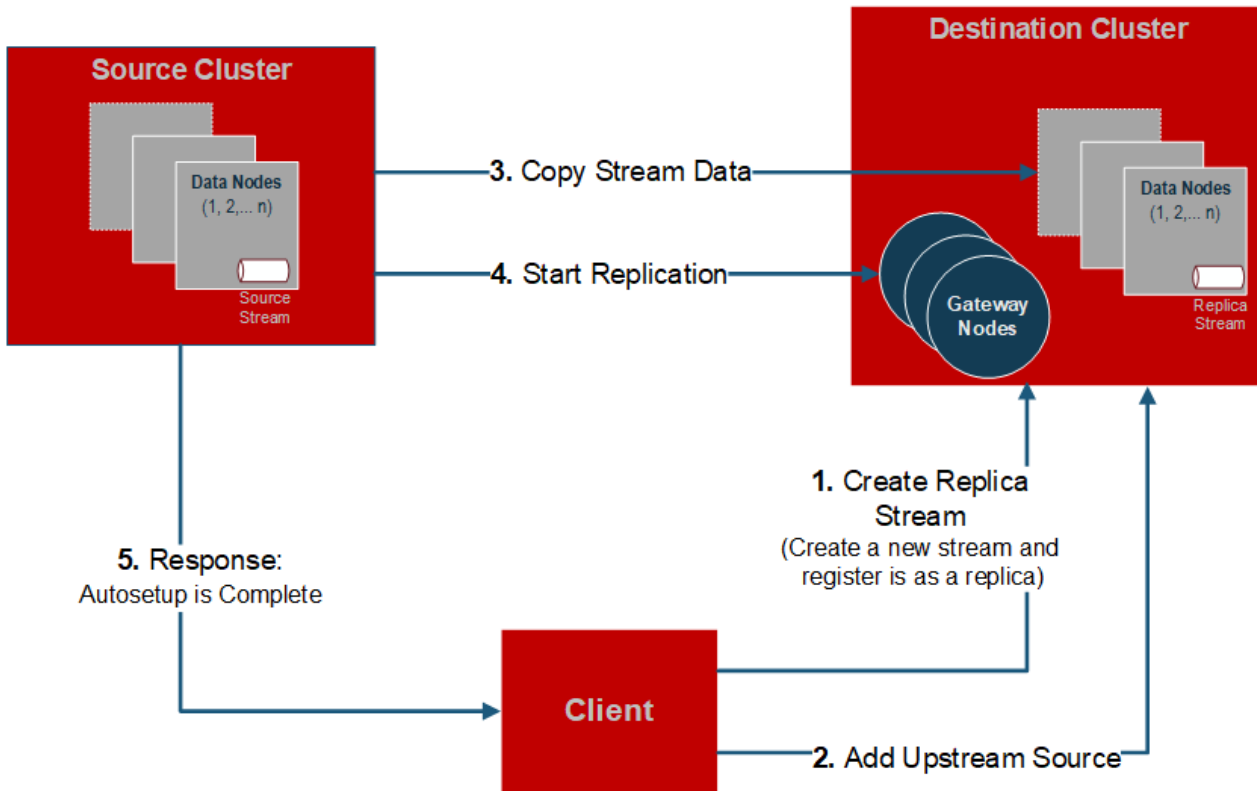 Destination Cluster
Source Cluster
Data Nodes
(1, 2,... n)
Source
Stream
3. Copy Stream Data
4. Start Replication
Data Nodes
(1, 2,... n)
Replica
Stream
Gateway
Nodes
1. Create Replica
Stream
(Create a new stream and
register is as a replica)
5. Response:
Autosetup is Complete
Client
2. Add Upstream Source